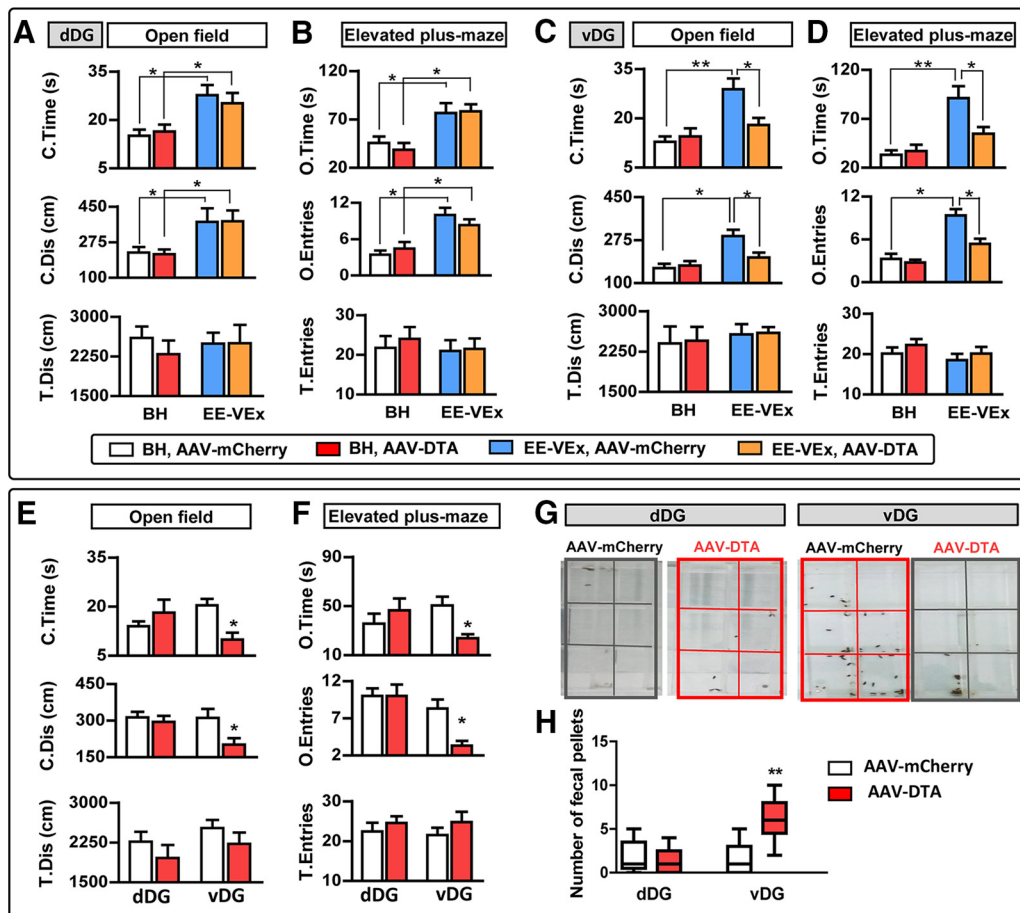 A dDG Open field
B Elevated plus-maze
C vDG Open field
D Elevated plus-maze
C.Time (s)
35
20
5
* *
O.Time (s)
120
70
20
* *
C.Time (s)
35
25
15
5
** *
O.Time (s)
120
70
20
** *
C.Dis (cm)
450
275
100
* *
O.Entries
12
6
0
* *
C.Dis (cm)
450
275
100
* *
O.Entries
12
6
0
* *
T.Dis (cm)
3000
2250
1500
BH EE-VEx
T.Entries
30
20
10
BH EE-VEx
T.Dis (cm)
3000
2250
1500
BH EE-VEx
T.Entries
30
20
10
BH EE-VEx
BH, AAV-mCherry BH, AAV-DTA EE-VEx, AAV-mCherry EE-VEx, AAV-DTA
E Open field
C.Time (s)
35
20
5
*
C.Dis (cm)
450
300
150
*
T.Dis (cm)
3000
2250
1500
dDG vDG
F Elevated plus-maze
O.Time (s)
90
50
10
*
O.Entries
12
7
2
*
T.Entries
30
20
10
dDG vDG
G dDG vDG
AAV-mCherry AAV-DTA AAV-mCherry AAV-DTA
H
Number of fecal pellets
15
10
5
0
**
dDG vDG
AAV-mCherry
AAV-DTA